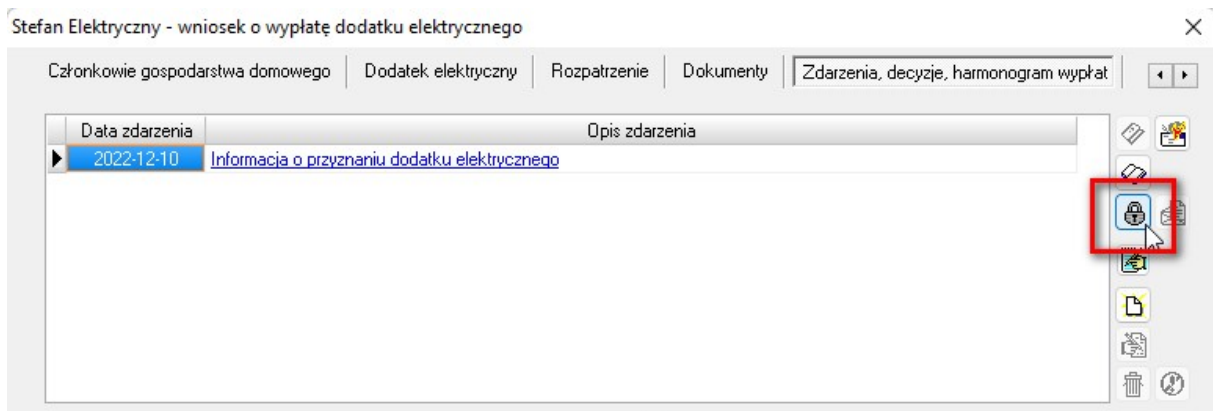 Stefan Elektryczny - wniosek o wypłatę dodatku elektrycznego
Członkowie gospodarstwa domowego Dodatek elektryczny Rozpatrzenie Dokumenty Zdarzenia, decyzje, harmonogram wypłat
Data zdarzenia Opis zdarzenia
2022-12-10 Informacja o przyznaniu dodatku elektrycznego